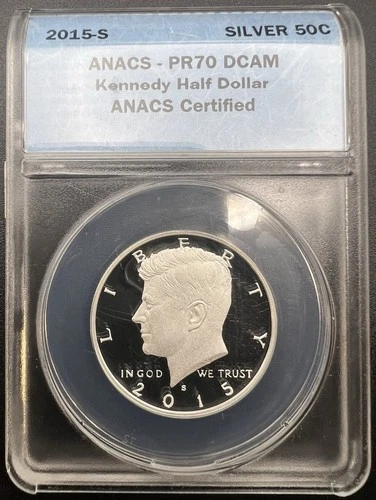 2015-S SILVER 50C
ANACS - PR70 DCAM
Kennedy Half Dollar
ANACS Certified
LIBERTY
IN GOD WE TRUST
S
2015